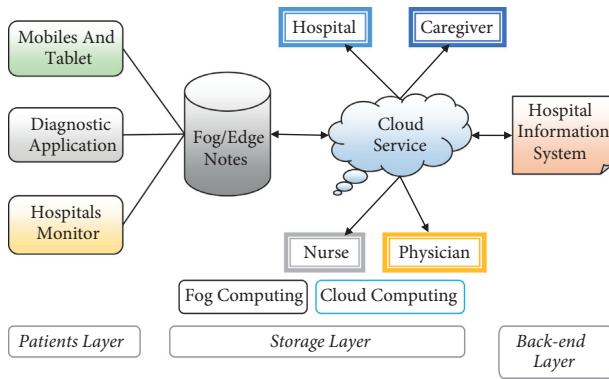 Mobiles And
Tablet
Diagnostic
Application
Hospitals
Monitor
Fog/Edge
Notes
Hospital
Caregiver
Cloud
Service
Nurse
Physician
Hospital
Information
System
Fog Computing
Cloud Computing
Patients Layer
Storage Layer
Back-end
Layer